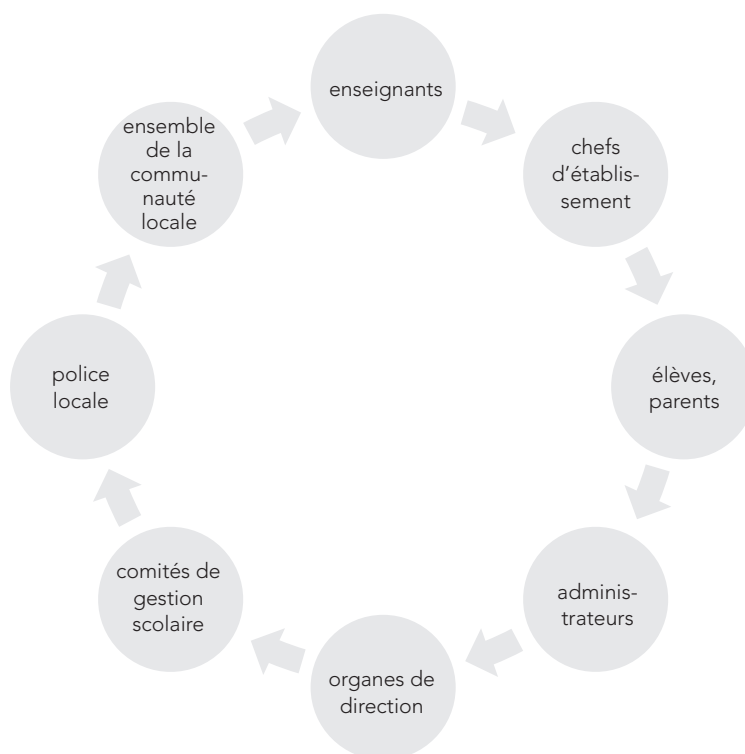 enseignants
chefs
d'établis-
sement
élèves,
parents
adminis-
trateurs
organes de
direction
comités de
gestion
scolaire
police
locale
ensemble
de la
commu-
nauté
locale